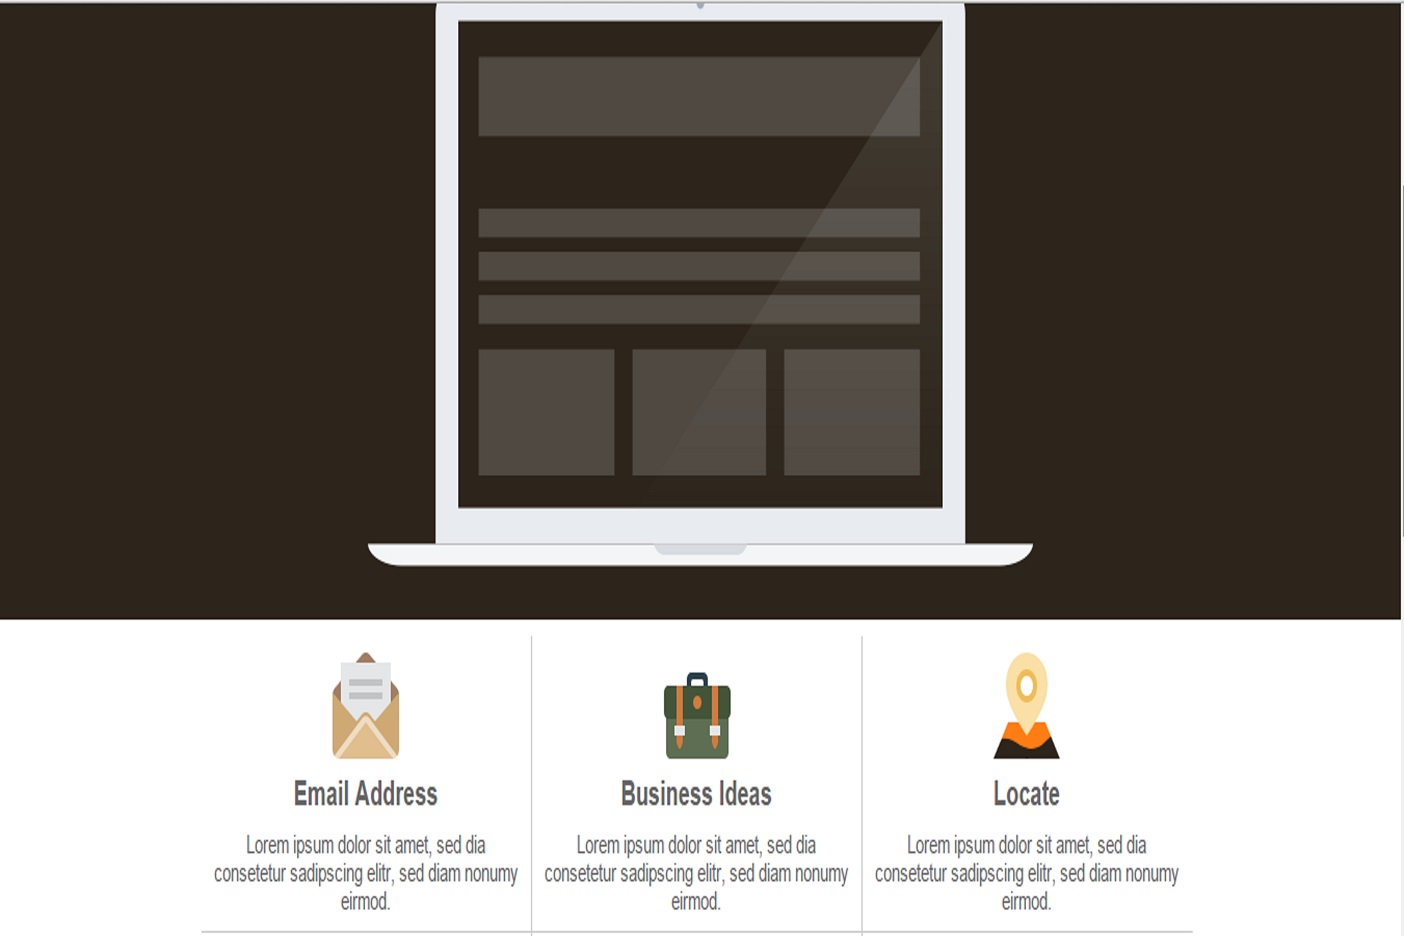 Email Address
Lorem ipsum dolor sit amet, sed dia
consetetur sadipscing elitr, sed diam nonumy
eirmod.
Business Ideas
Lorem ipsum dolor sit amet, sed dia
consetetur sadipscing elitr, sed diam nonumy
eirmod.
Locate
Lorem ipsum dolor sit amet, sed dia
consetetur sadipscing elitr, sed diam nonumy
eirmod.